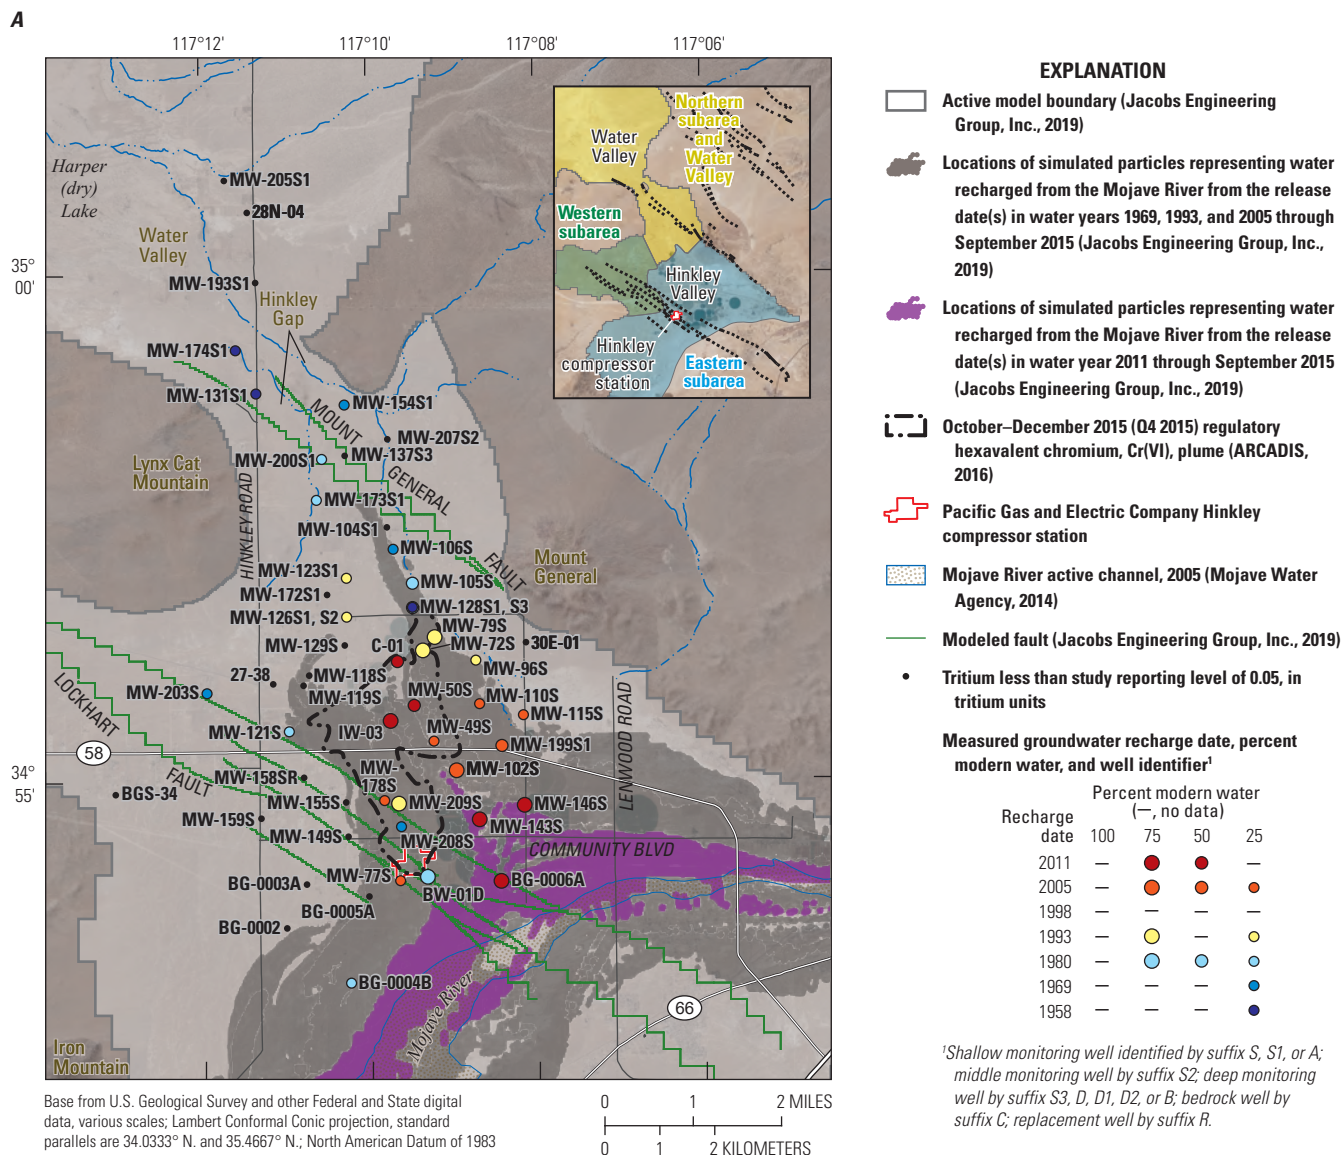 A
117°12'
117°10'
117°08'
117°06'
35°
00'
34°
55'
Harper
(dry)
Lake
MW-205S1
28N-04
Water
Valley
MW-193S1
Hinkley
Gap
MW-174S1
MW-131S1
MW-154S1
MOUNT
GENERAL
FAULT
MW-207S2
MW-137S3
MW-200S1
Lynx Cat
Mountain
HINKLEY ROAD
MW-173S1
MW-104S1
MW-106S
Mount
General
MW-123S1
MW-105S
MW-172S1
MW-128S1, S3
MW-126S1, S2
MW-79S
MW-72S
MW-129S
C-01
30E-01
MW-96S
27-38
MW-118S
MW-203S
MW-119S
MW-50S
MW-110S
MW-115S
LOCKHART
FAULT
LENWOOD ROAD
MW-121S
IW-03
MW-49S
MW-199S1
58
MW-102S
MW-158SR
MW-
178S
BGS-34
MW-155S
MW-209S
MW-146S
MW-159S
MW-143S
MW-149S
MW-208S
COMMUNITY BLVD
MW-77S
BG-0003A
BW-01D
BG-0006A
BG-0005A
BG-0002
BG-0004B
Mojave River
66
Iron
Mountain
Water
Valley
Northern
subarea
and
Water
Valley
Western
subarea
Hinkley
Valley
Hinkley
compressor
station
Eastern
subarea
Base from U.S. Geological Survey and other Federal and State digital
data, various scales; Lambert Conformal Conic projection, standard
parallels are 34.0333° N. and 35.4667° N.; North American Datum of 1983
0 1 2 MILES
0 1 2 KILOMETERS
EXPLANATION
Active model boundary (Jacobs Engineering
Group, Inc., 2019)
Locations of simulated particles representing water
recharged from the Mojave River from the release
date(s) in water years 1969, 1993, and 2005 through
September 2015 (Jacobs Engineering Group, Inc.,
2019)
Locations of simulated particles representing water
recharged from the Mojave River from the release
date(s) in water year 2011 through September 2015
(Jacobs Engineering Group, Inc., 2019)
October–December 2015 (Q4 2015) regulatory
hexavalent chromium, Cr(VI), plume (ARCADIS,
2016)
Pacific Gas and Electric Company Hinkley
compressor station
Mojave River active channel, 2005 (Mojave Water
Agency, 2014)
Modeled fault (Jacobs Engineering Group, Inc., 2019)
Tritium less than study reporting level of 0.05, in
tritium units
Measured groundwater recharge date, percent
modern water, and well identifier1
Percent modern water
(—, no data)
Recharge
date
100 75 50 25
2011 — —
2005 —
1998 — — — —
1993 — —
1980 —
1969 — — —
1958 — — —
1Shallow monitoring well identified by suffix S, S1, or A;
middle monitoring well by suffix S2; deep monitoring
well by suffix S3, D, D1, D2, or B; bedrock well by
suffix C; replacement well by suffix R.